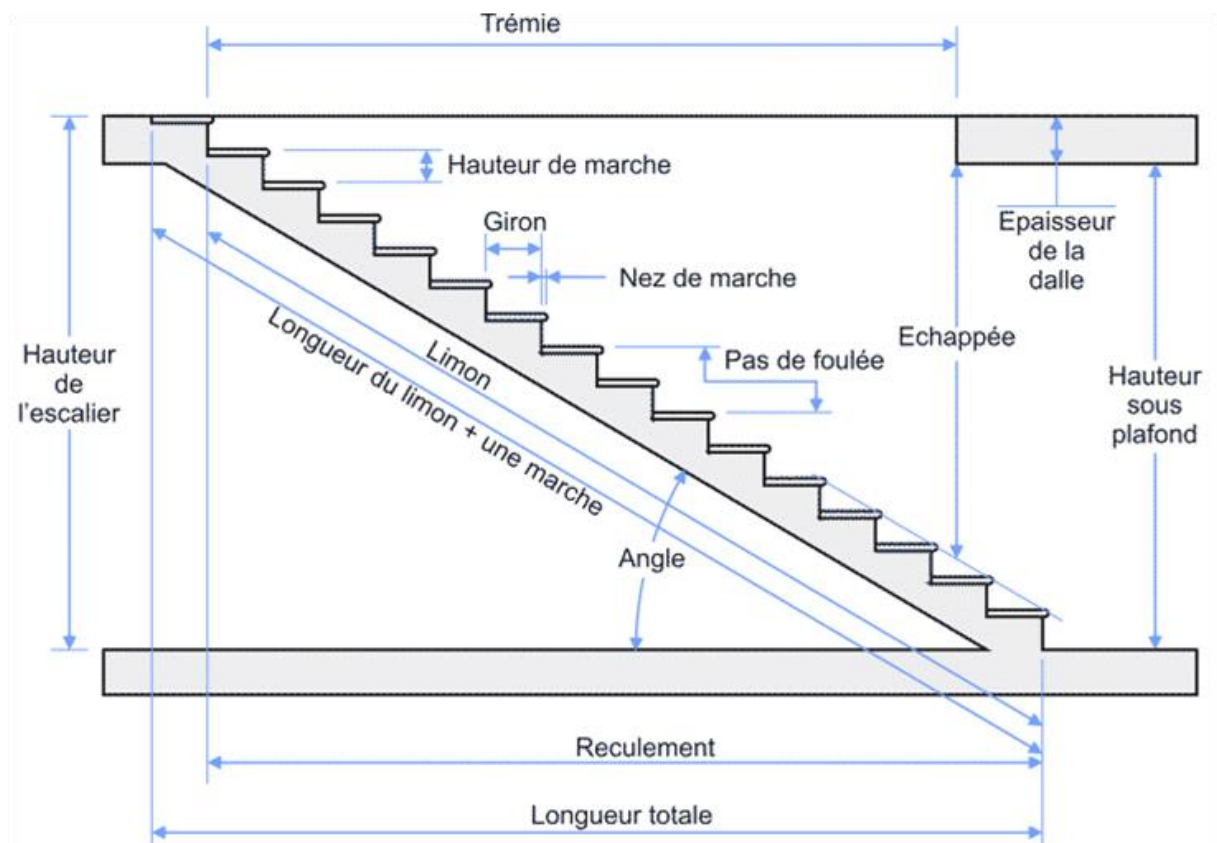 Trémie
Hauteur de marche
Giron
Nez de marche
Epaisseur
de la
dalle
Echappée
Pas de foulée
Hauteur
de
l'escalier
Limon
Longueur du limon + une marche
Hauteur
sous
plafond
Angle
Reculement
Longueur totale